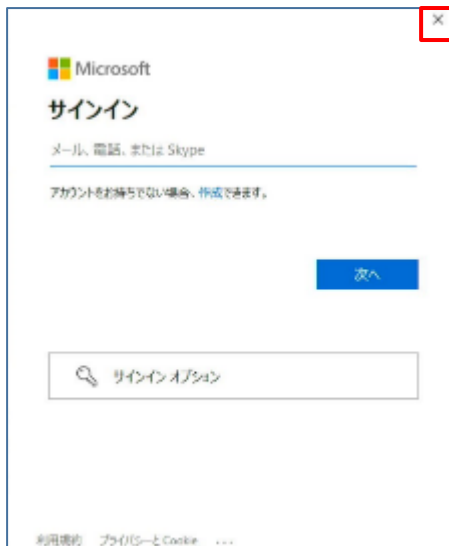 ×
Microsoft
サインイン
メール、電話、または Skype
アカウントをお持ちでない場合、作成できます。
次へ
サインイン オプション
利用規約 プライバシーと Cookie ...